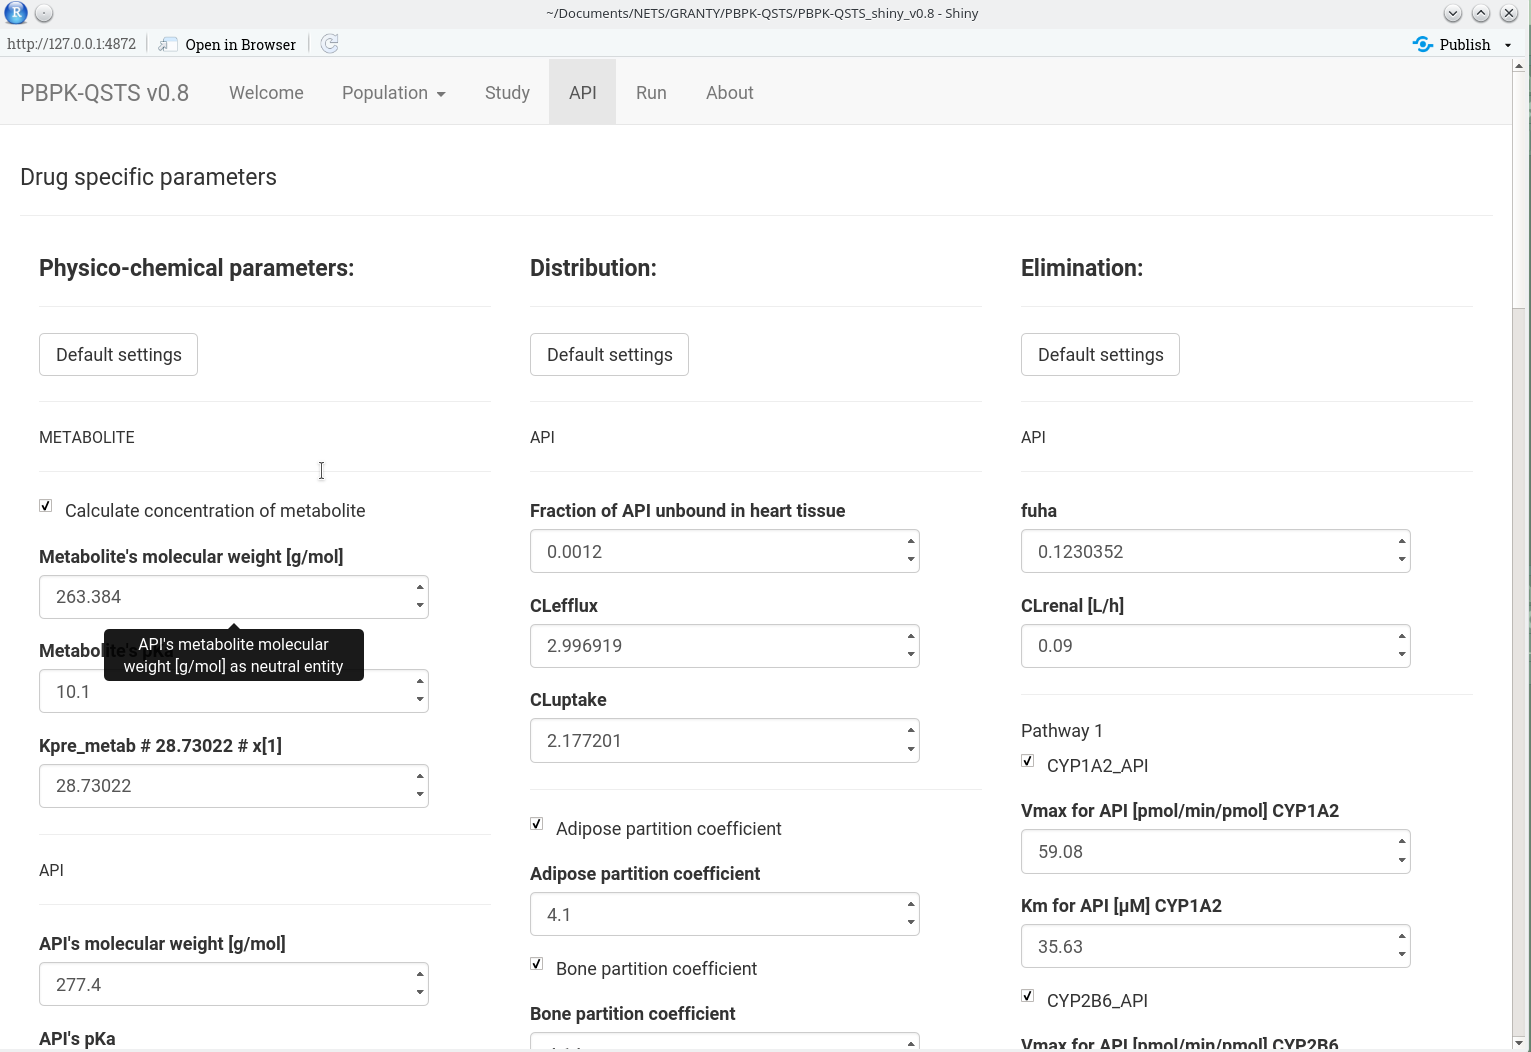 ~/Documents/NETS/GRANTY/PBPK-QSTS/PBPK-QSTS_shiny_v0.8 - Shiny
http://127.0.0.1:4872
Open in Browser
Publish
PBPK-QSTS v0.8
Welcome
Population
Study
API
Run
About
Drug specific parameters
Physico-chemical parameters:
Default settings
METABOLITE
Calculate concentration of metabolite
Metabolite's molecular weight [g/mol]
263.384
API's metabolite molecular
weight [g/mol] as neutral entity
Metabolite's pKa
10.1
Kpre_metab # 28.73022 # x[1]
28.73022
API
API's molecular weight [g/mol]
277.4
API's pKa
Distribution:
Default settings
API
Fraction of API unbound in heart tissue
0.0012
CLefflux
2.996919
CLuptake
2.177201
Adipose partition coefficient
Adipose partition coefficient
4.1
Bone partition coefficient
Bone partition coefficient
Elimination:
Default settings
API
fuha
0.1230352
CLrenal [L/h]
0.09
Pathway 1
CYP1A2_API
Vmax for API [pmol/min/pmol] CYP1A2
59.08
Km for API [µM] CYP1A2
35.63
CYP2B6_API
Vmax for API [pmol/min/pmol] CYP2B6